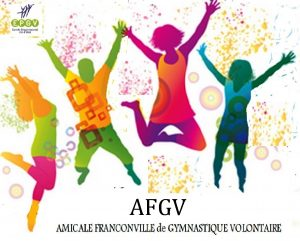 EPGV
AFGV
AMICALE FRANCONVILLE de GYMNASTIQUE VOLONTAIRE